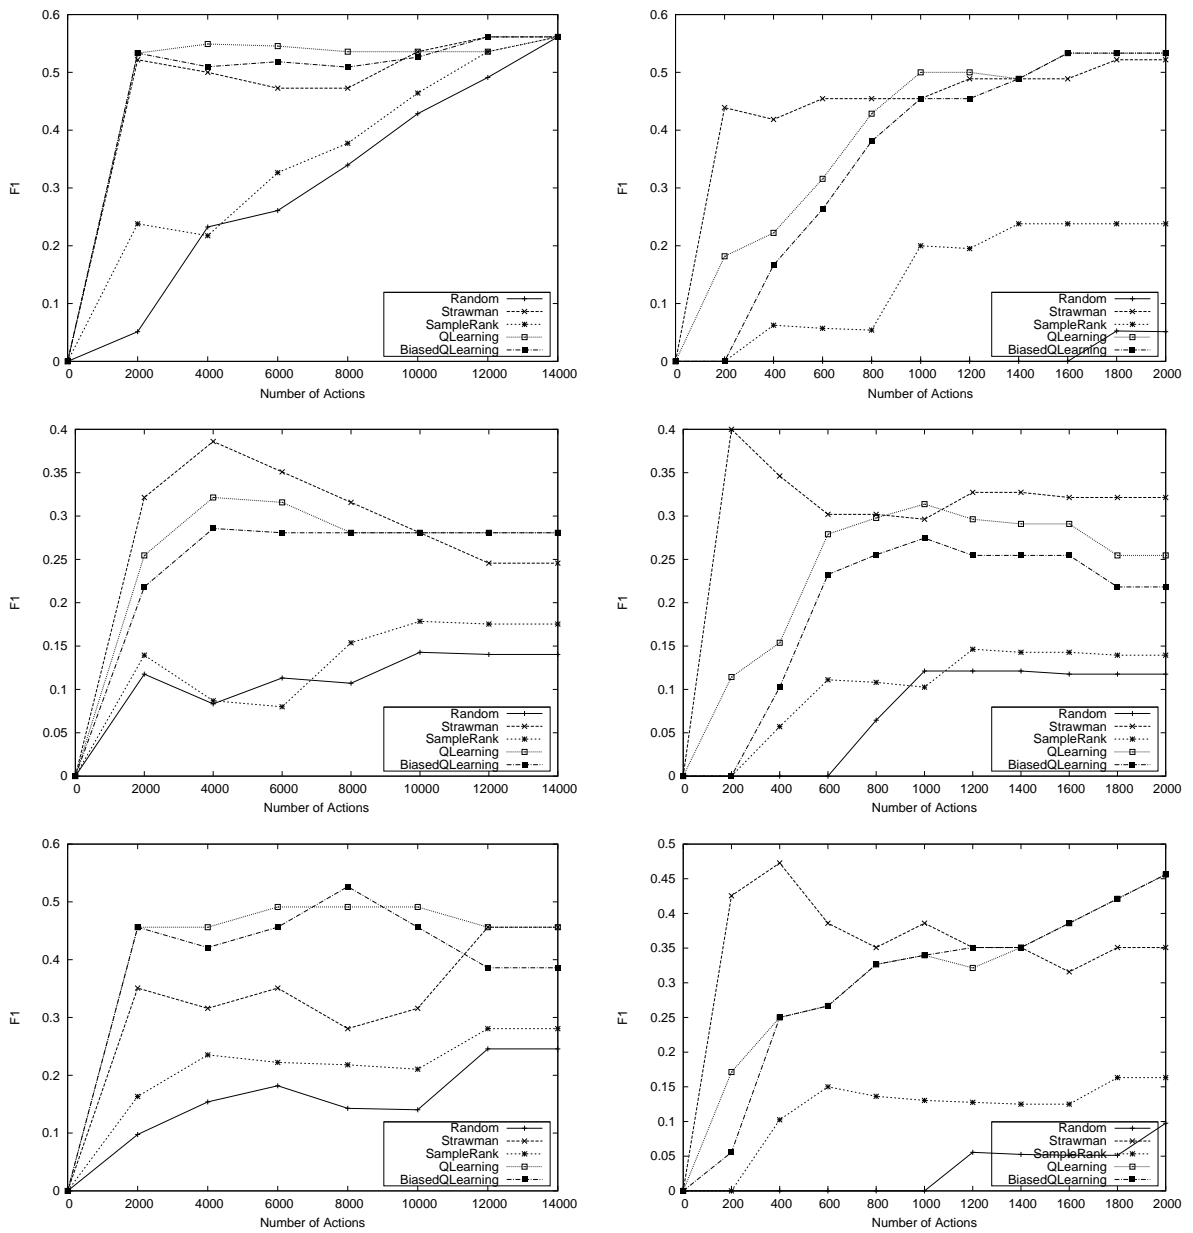 0.6
0.5
0.4
0.3
0.2
0.1
0
F1
Random
Strawman
SampleRank
QLearning
BiasedQLearning
0 2000 4000 6000 8000 10000 12000 14000
Number of Actions
0.6
0.5
0.4
0.3
0.2
0.1
0
F1
Random
Strawman
SampleRank
QLearning
BiasedQLearning
0 200 400 600 800 1000 1200 1400 1600 1800 2000
Number of Actions
0.4
0.35
0.3
0.25
0.2
0.15
0.1
0.05
0
F1
Random
Strawman
SampleRank
QLearning
BiasedQLearning
0 2000 4000 6000 8000 10000 12000 14000
Number of Actions
0.4
0.35
0.3
0.25
0.2
0.15
0.1
0.05
0
F1
Random
Strawman
SampleRank
QLearning
BiasedQLearning
0 200 400 600 800 1000 1200 1400 1600 1800 2000
Number of Actions
0.6
0.5
0.4
0.3
0.2
0.1
0
F1
Random
Strawman
SampleRank
QLearning
BiasedQLearning
0 2000 4000 6000 8000 10000 12000 14000
Number of Actions
0.5
0.45
0.4
0.35
0.3
0.25
0.2
0.15
0.1
0.05
0
F1
Random
Strawman
SampleRank
QLearning
BiasedQLearning
0 200 400 600 800 1000 1200 1400 1600 1800 2000
Number of Actions